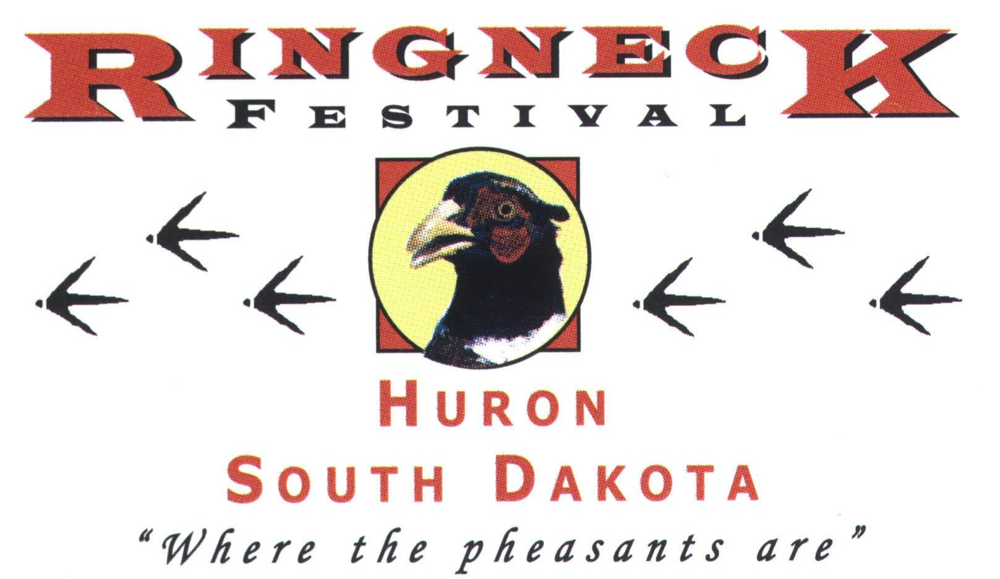 RINGNECK
FESTIVAL
HURON
SOUTH DAKOTA
“Where the pheasants are”